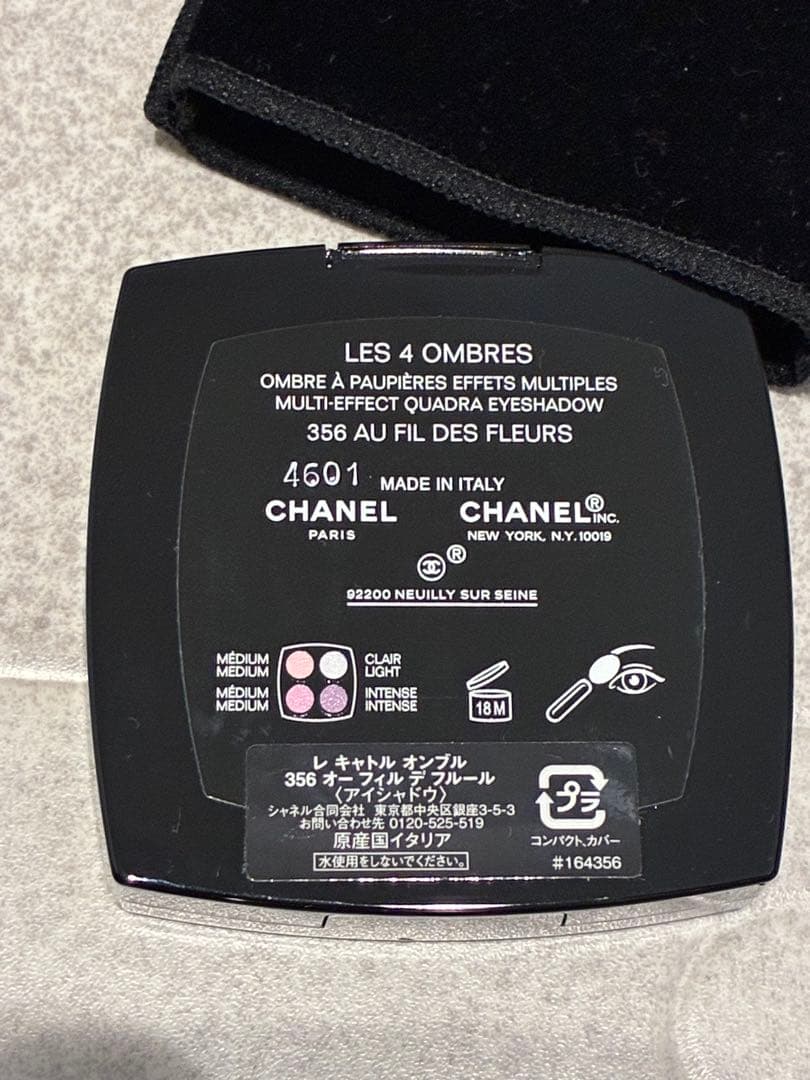 LES 4 OMBRES
OMBRE À PAUPIÈRES EFFETS MULTIPLES
MULTI-EFFECT QUADRA EYESHADOW
356 AU FIL DES FLEURS
4601 MADE IN ITALY
CHANEL CHANEL® INC.
PARIS NEW YORK, N.Y. 10019
®
92200 NEUILLY SUR SEINE
MÉDIUM CLAIR
MEDIUM LIGHT
MÉDIUM INTENSE
MEDIUM INTENSE
18 M
レ キャトル オンブル
356 オー フィル デ フルール
〈アイシャドウ〉
シャネル合同会社 東京都中央区銀座3-5-3
お問い合わせ先 0120-525-519
原産国イタリア
水使用をしないでください。
プラ
コンパクト、カバー
#164356